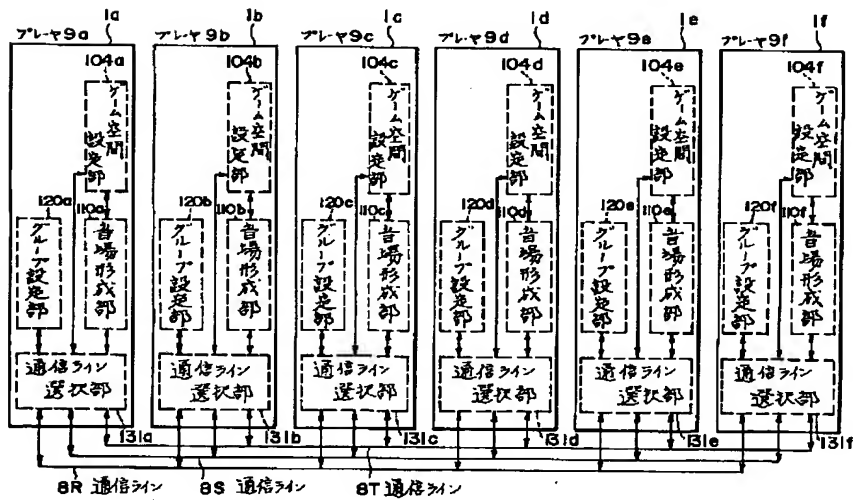 1a
1b
1c
1d
1e
1f
プレーヤ9a
プレーヤ9b
プレーヤ9c
プレーヤ9d
プレーヤ9e
プレーヤ9f
104a
104b
104c
104d
104e
104f
ゲーム空間
設定部
ゲーム空間
設定部
ゲーム空間
設定部
ゲーム空間
設定部
ゲーム空間
設定部
ゲーム空間
設定部
120a
110a
120b
110b
120c
110c
120d
110d
120e
110e
120f
110f
グループ設定部
音場形成部
グループ設定部
音場形成部
グループ設定部
音場形成部
グループ設定部
音場形成部
グループ設定部
音場形成部
グループ設定部
音場形成部
通信ライン
選択部
通信ライン
選択部
通信ライン
選択部
通信ライン
選択部
通信ライン
選択部
通信ライン
選択部
131a
131b
131c
131d
131e
131f
8R 通信ライン
8S 通信ライン
8T 通信ライン